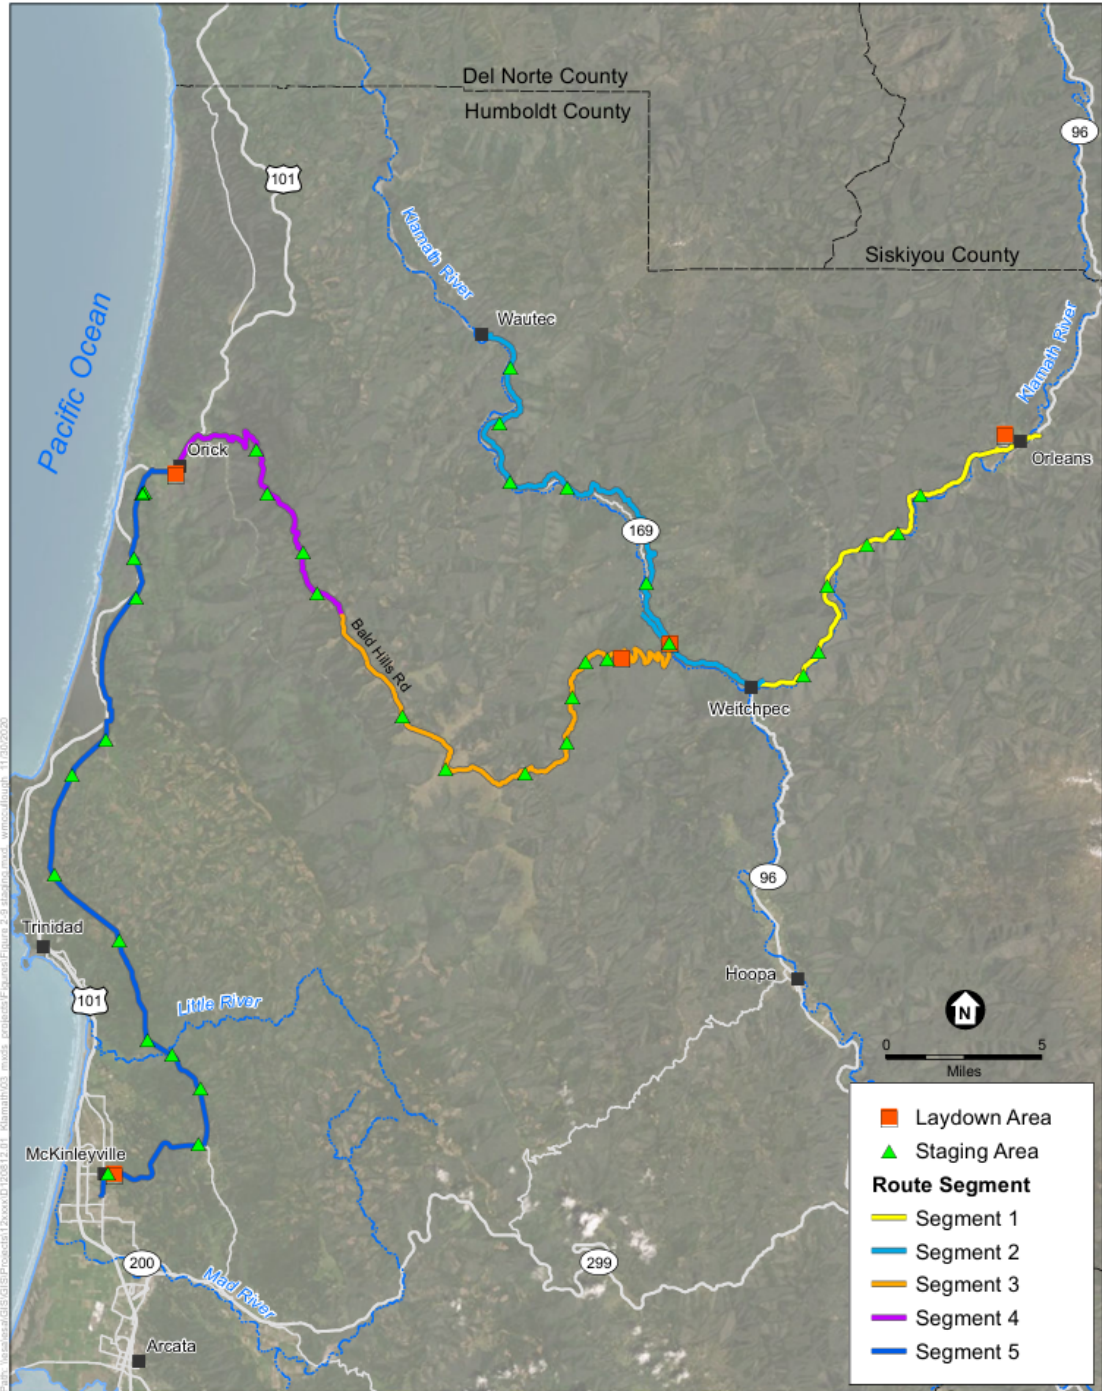 Del Norte County
Humboldt County
96
101
Klamath River
Siskiyou County
Wautec
Pacific Ocean
Klamath River
Orick
Orleans
169
Bald Hills Rd
Weitchpec
96
Trinidad
Hoopa
101
Little River
N
0 5
Miles
McKinleyville
200
Mad River
299
Arcata
Laydown Area
Staging Area
Route Segment
Segment 1
Segment 2
Segment 3
Segment 4
Segment 5